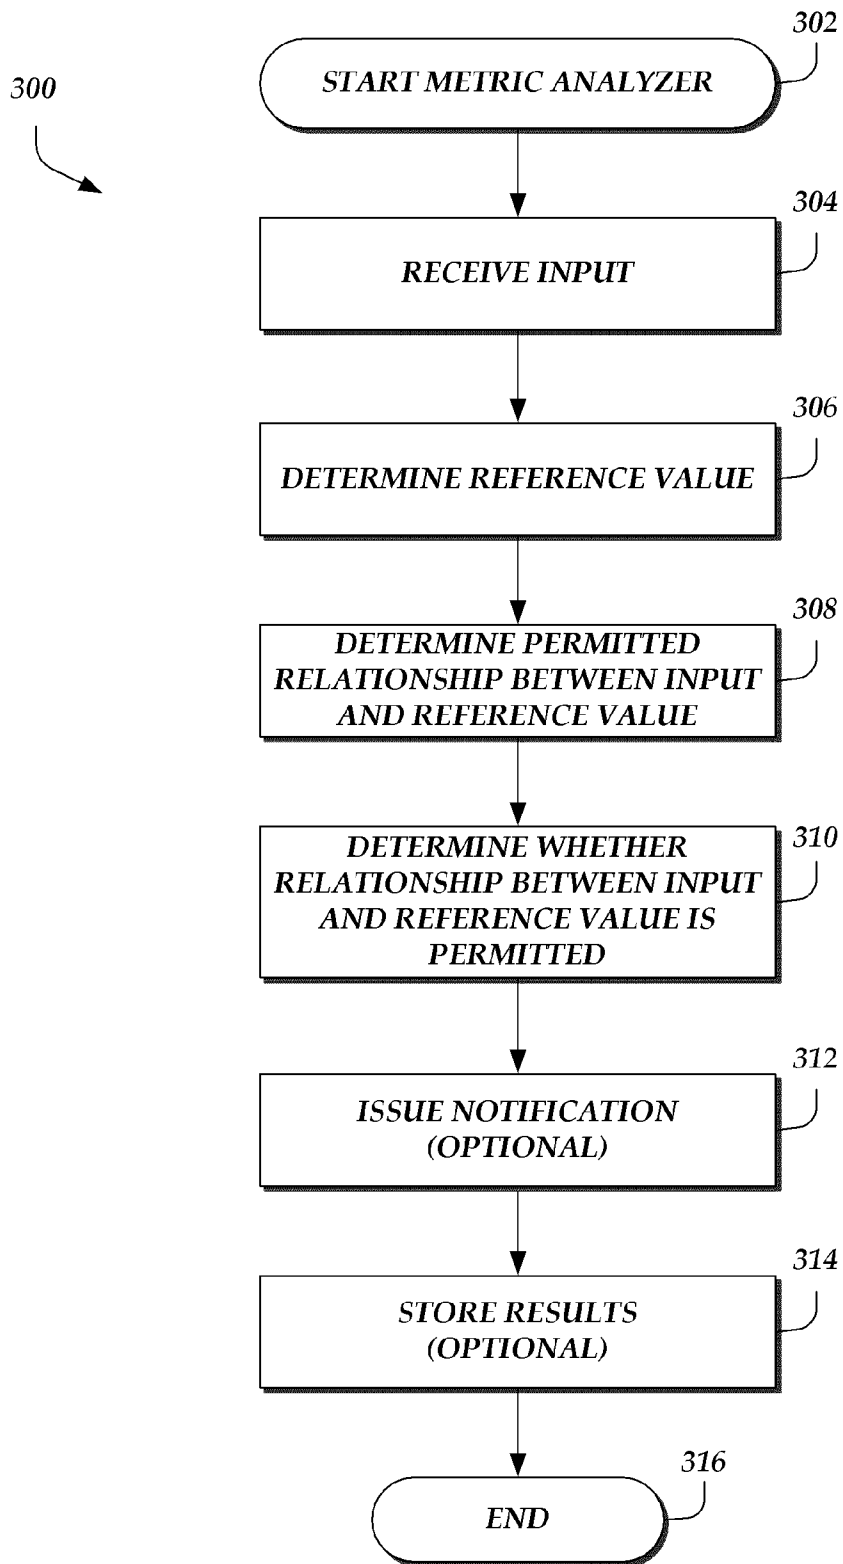 302
START METRIC ANALYZER
300
304
RECEIVE INPUT
306
DETERMINE REFERENCE VALUE
308
DETERMINE PERMITTED
RELATIONSHIP BETWEEN INPUT
AND REFERENCE VALUE
310
DETERMINE WHETHER
RELATIONSHIP BETWEEN INPUT
AND REFERENCE VALUE IS
PERMITTED
312
ISSUE NOTIFICATION
(OPTIONAL)
314
STORE RESULTS
(OPTIONAL)
316
END